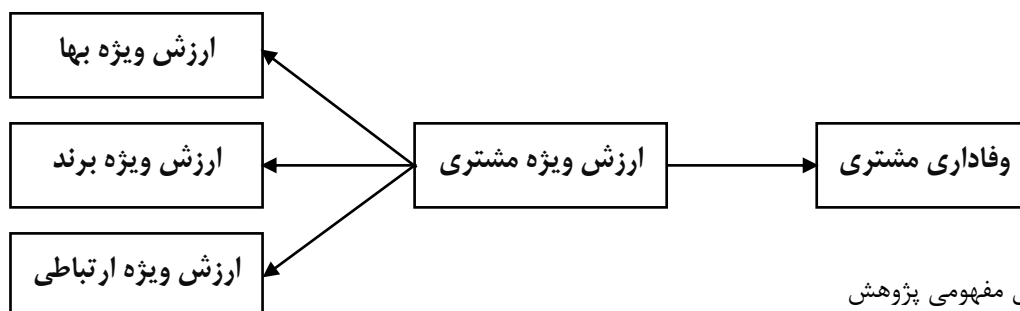 ارزش ویژه بها
ارزش ویژه برند
ارزش ویژه مشتری
وفاداری مشتری
ارزش ویژه ارتباطی
مفهومی پژوهش